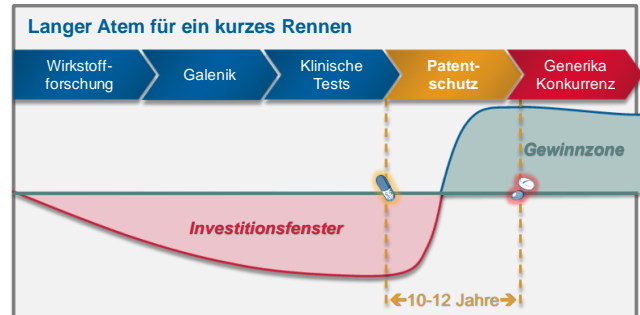 Langer Atem für ein kurzes Rennen
Wirkstoff-
forschung
Galenik
Klinische
Tests
Patent-
schutz
Generika
Konkurrenz
Gewinnzone
Investitionsfenster
10-12 Jahre